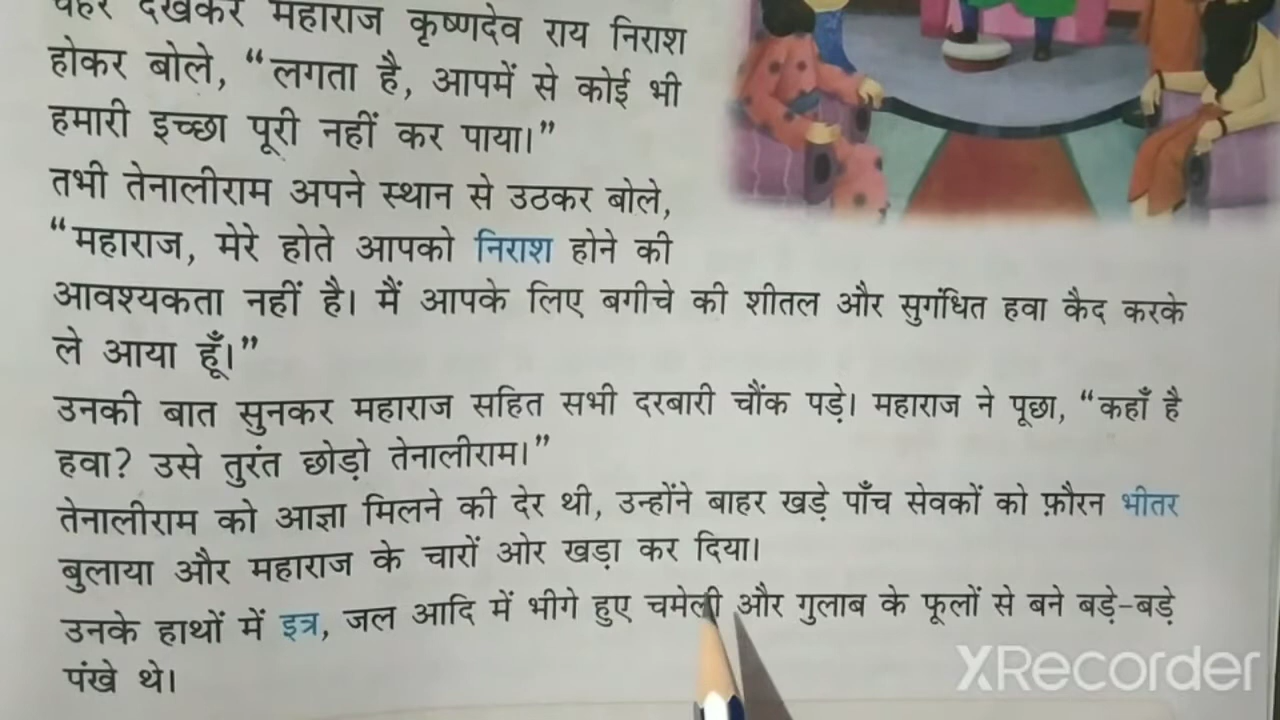 देखकर महाराज कृष्णदेव राय निराश
होकर बोले, “लगता है, आपमें से कोई भी
हमारी इच्छा पूरी नहीं कर पाया।”
तभी तेनालीराम अपने स्थान से उठकर बोले,
“महाराज, मेरे होते आपको निराश होने की
आवश्यकता नहीं है। मैं आपके लिए बगीचे की शीतल और सुगंधित हवा कैद करके
ले आया हूँ।”
उनकी बात सुनकर महाराज सहित सभी दरबारी चौंक पड़े। महाराज ने पूछा, “कहाँ है
हवा? उसे तुरंत छोड़ो तेनालीराम।”
तेनालीराम को आज्ञा मिलने की देर थी, उन्होंने बाहर खड़े पाँच सेवकों को फ़ौरन भीतर
बुलाया और महाराज के चारों ओर खड़ा कर दिया।
उनके हाथों में इत्र, जल आदि में भीगे हुए चमेली और गुलाब के फूलों से बने बड़े-बड़े
पंखे थे।
XRecorder